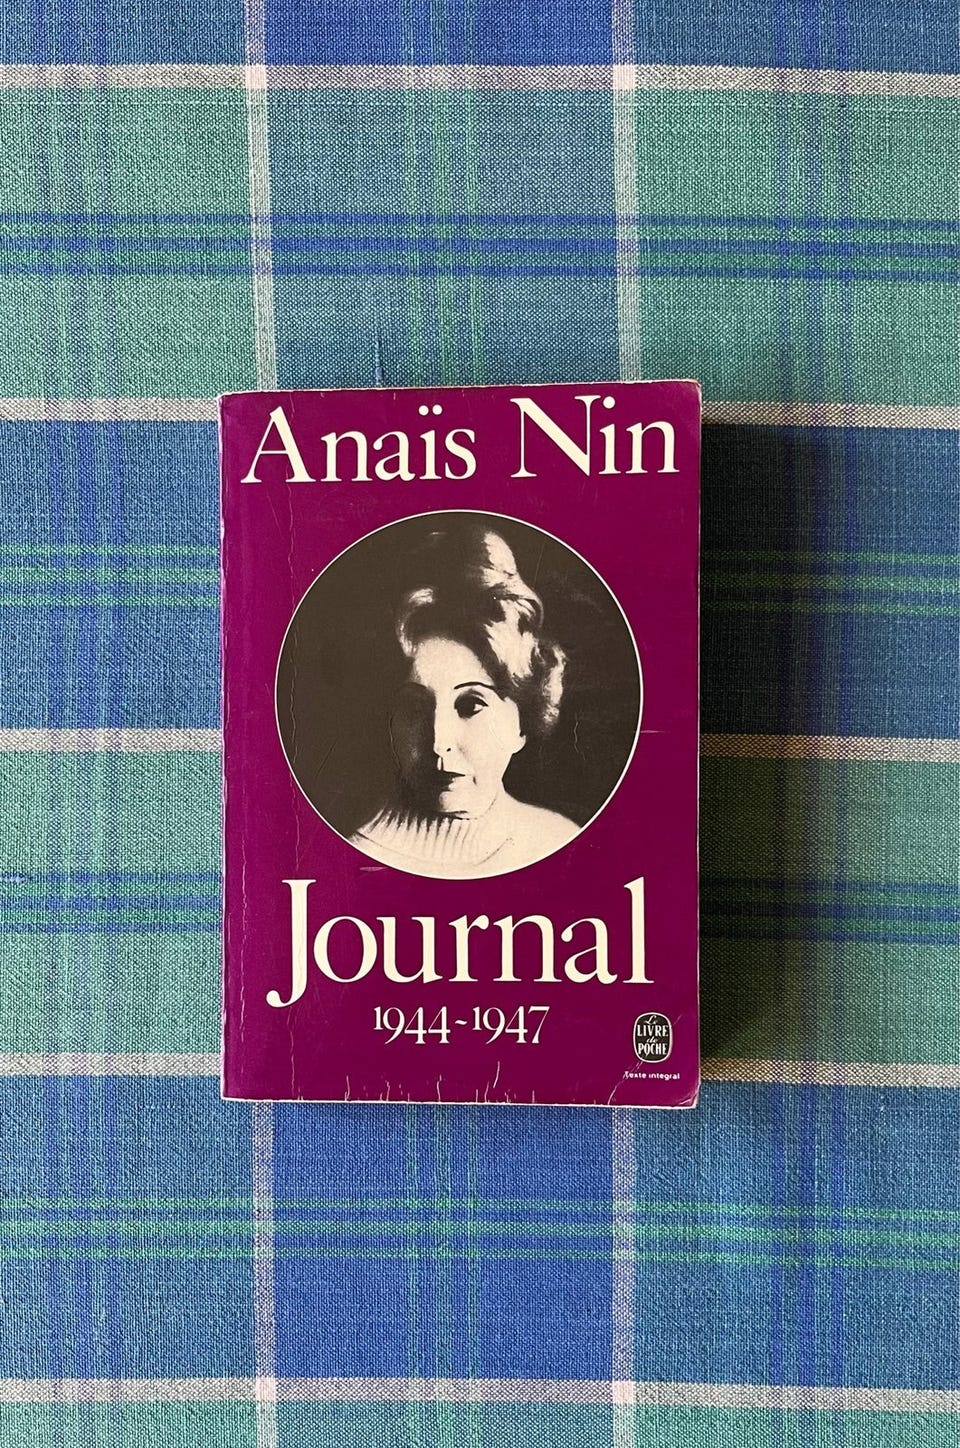 Anaïs Nin
Journal
1944-1947
Le
LIVRE
de
POCHE
Texte intégral